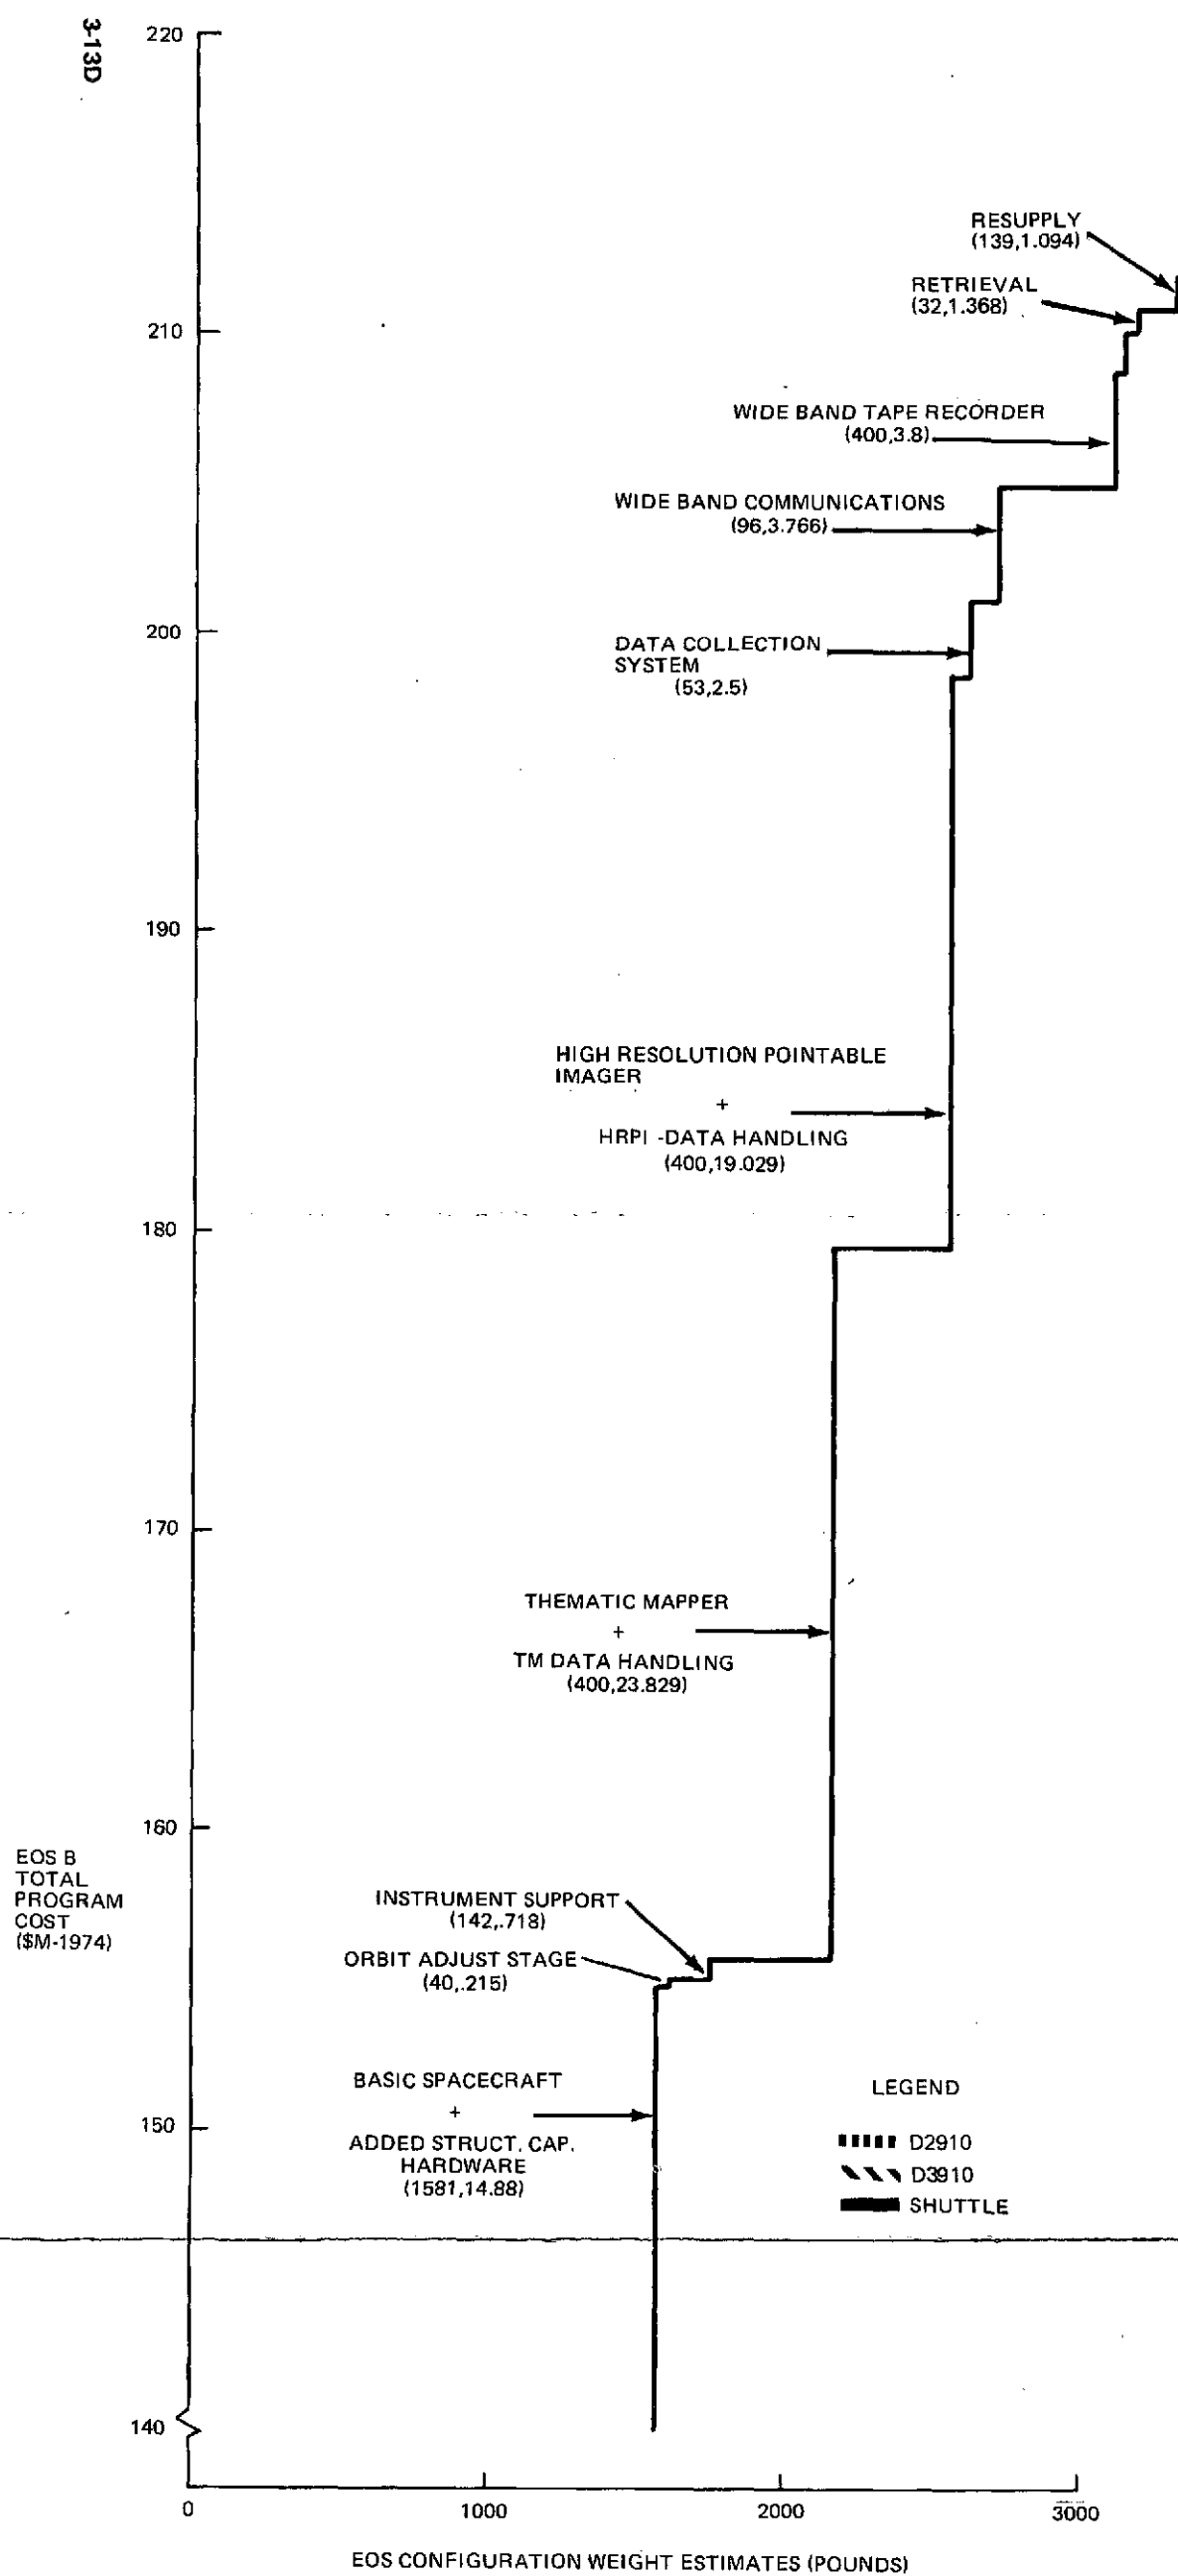 3-13D
220
210
200
190
180
170
160
150
140
RESUPPLY
(139,1.094)
RETRIEVAL
(32,1.368)
WIDE BAND TAPE RECORDER
(400,3.8)
WIDE BAND COMMUNICATIONS
(96,3.766)
DATA COLLECTION
SYSTEM
(53,2.5)
HIGH RESOLUTION POINTABLE
IMAGER
+
HRPI -DATA HANDLING
(400,19.029)
THEMATIC MAPPER
+
TM DATA HANDLING
(400,23.829)
EOS B
TOTAL
PROGRAM
COST
($M-1974)
INSTRUMENT SUPPORT
(142,.718)
ORBIT ADJUST STAGE
(40,.215)
BASIC SPACECRAFT
+
ADDED STRUCT. CAP.
HARDWARE
(1581,14.88)
LEGEND
D2910
D3910
SHUTTLE
0 1000 2000 3000
EOS CONFIGURATION WEIGHT ESTIMATES (POUNDS)